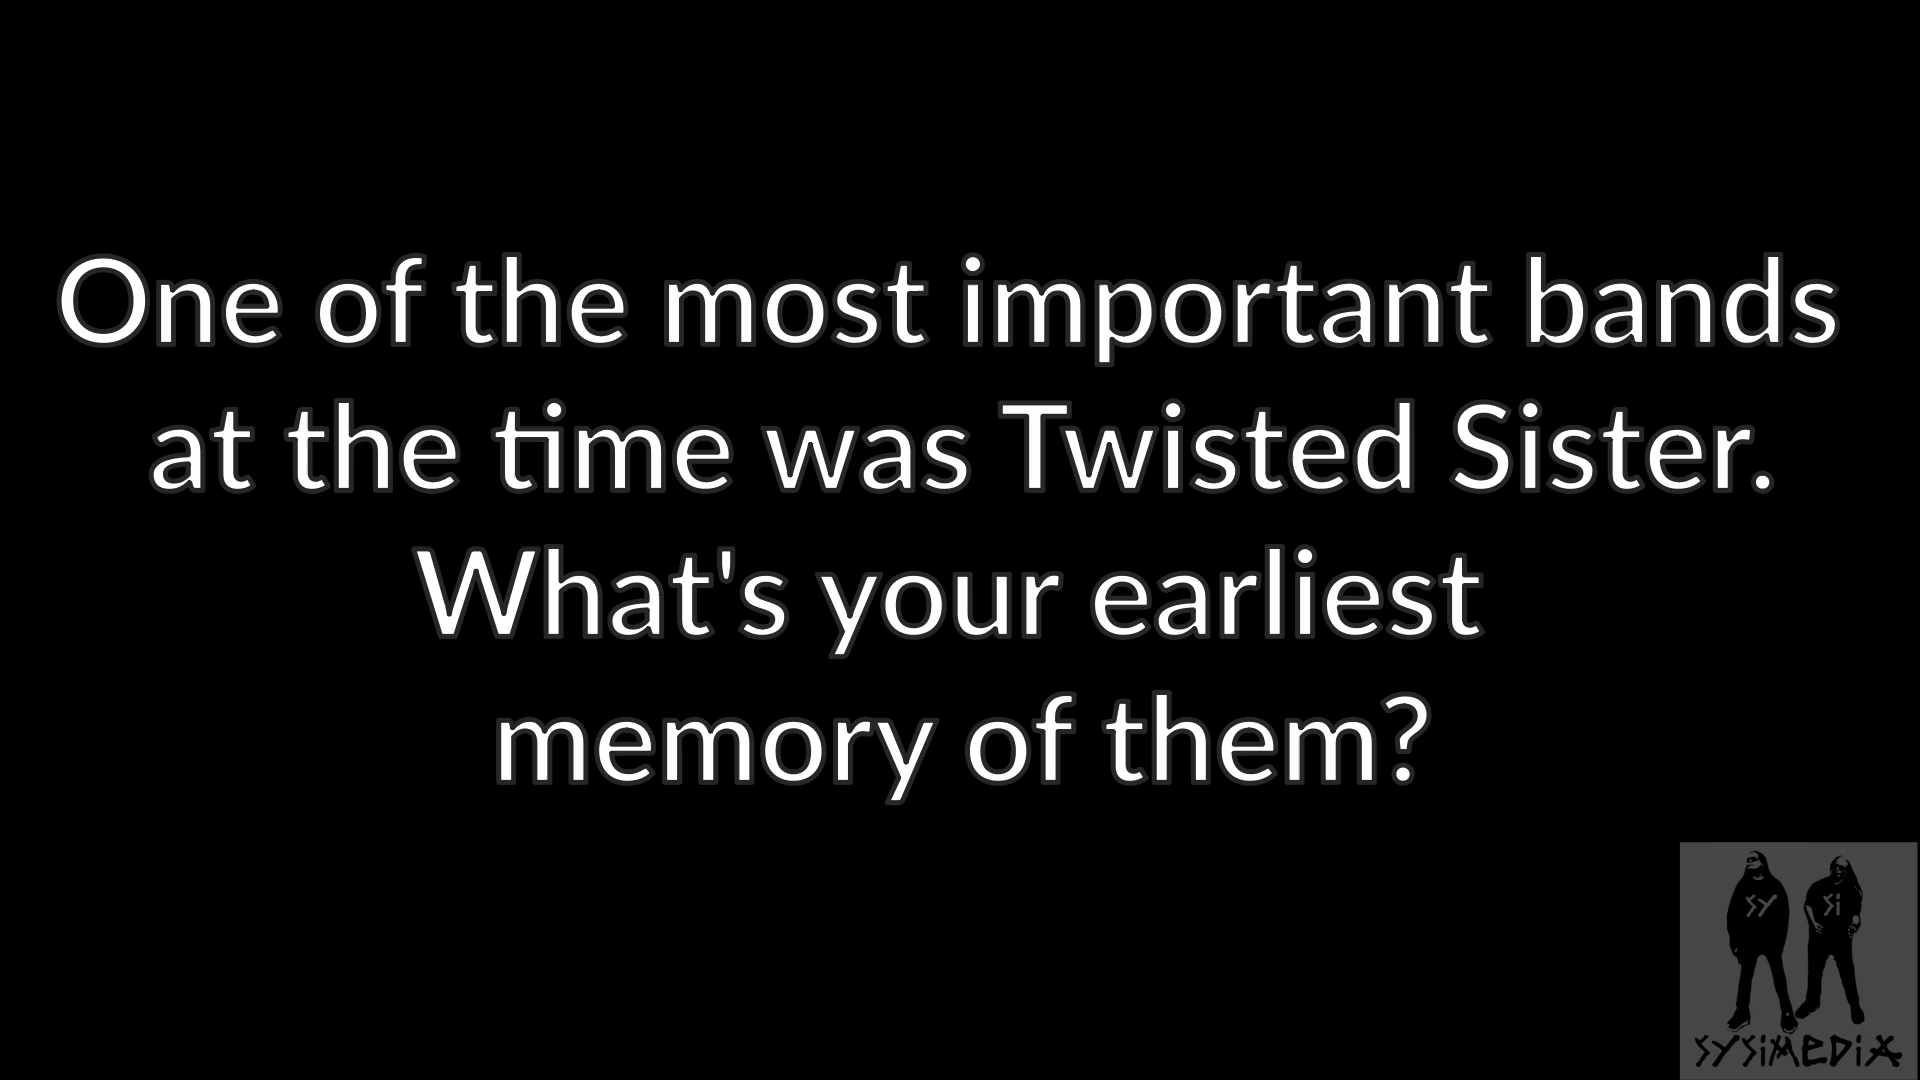 One of the most important bands
at the time was Twisted Sister.
What's your earliest
memory of them?
SY
Si
SYSiMEDiA